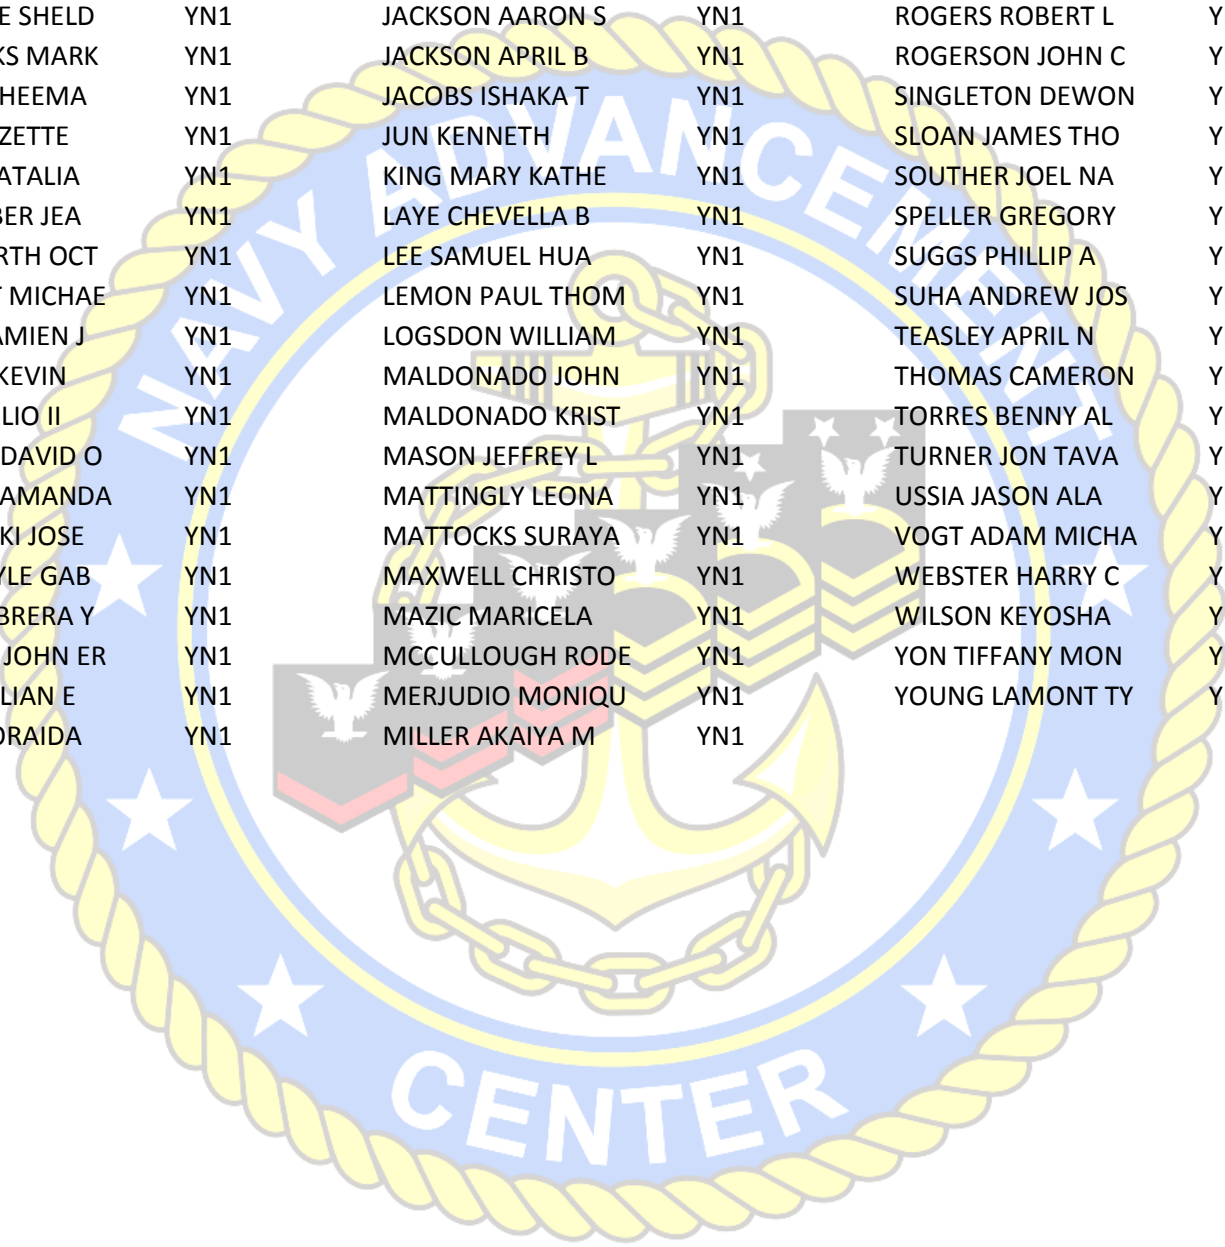 E SHELD YN1 JACKSON AARON S YN1 ROGERS ROBERT L Y
KS MARK YN1 JACKSON APRIL B YN1 ROGERSON JOHN C Y
HEEMA YN1 JACOBS ISHAKA T YN1 SINGLETON DEWON Y
ZETTE YN1 JUN KENNETH YN1 SLOAN JAMES THO Y
ATALIA YN1 KING MARY KATHE YN1 SOUTHER JOEL NA Y
BER JEA YN1 LAYE CHEVELLA B YN1 SPELLER GREGORY Y
RTH OCT YN1 LEE SAMUEL HUA YN1 SUGGS PHILLIP A Y
T MICHAE YN1 LEMON PAUL THOM YN1 SUHA ANDREW JOS Y
AMIEN J YN1 LOGSDON WILLIAM YN1 TEASLEY APRIL N Y
KEVIN YN1 MALDONADO JOHN YN1 THOMAS CAMERON Y
LIO II YN1 MALDONADO KRIST YN1 TORRES BENNY AL Y
DAVID O YN1 MASON JEFFREY L YN1 TURNER JON TAVA Y
AMANDA YN1 MATTINGLY LEONA YN1 USSIA JASON ALA Y
KI JOSE YN1 MATTOCKS SURAYA YN1 VOGT ADAM MICHA Y
YLE GAB YN1 MAXWELL CHRISTO YN1 WEBSTER HARRY C Y
BRERA Y YN1 MAZIC MARICELA YN1 WILSON KEYOSHA Y
JOHN ER YN1 MCCULLOUGH RODE YN1 YON TIFFANY MON Y
LIAN E YN1 MERJUDIO MONIQU YN1 YOUNG LAMONT TY Y
ORAIDA YN1 MILLER AKAIYA M YN1
NAVY ADVANCEMENT
CENTER